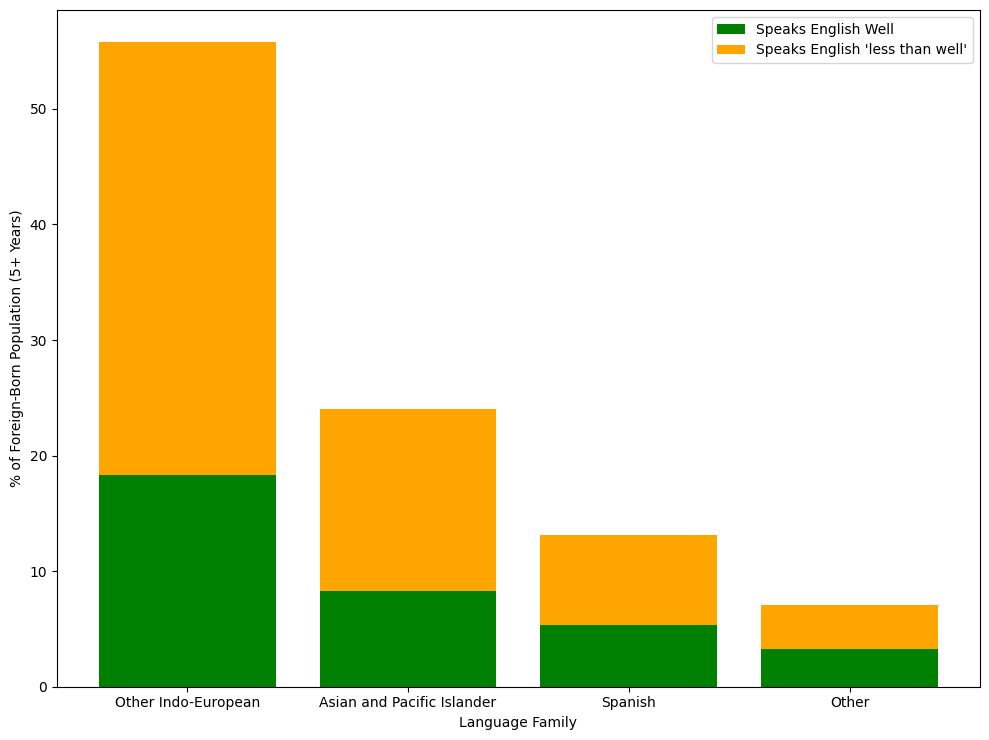 Speaks English Well
Speaks English 'less than well'
% of Foreign-Born Population (5+ Years)
50
40
30
20
10
0
Other Indo-European
Asian and Pacific Islander
Spanish
Other
Language Family